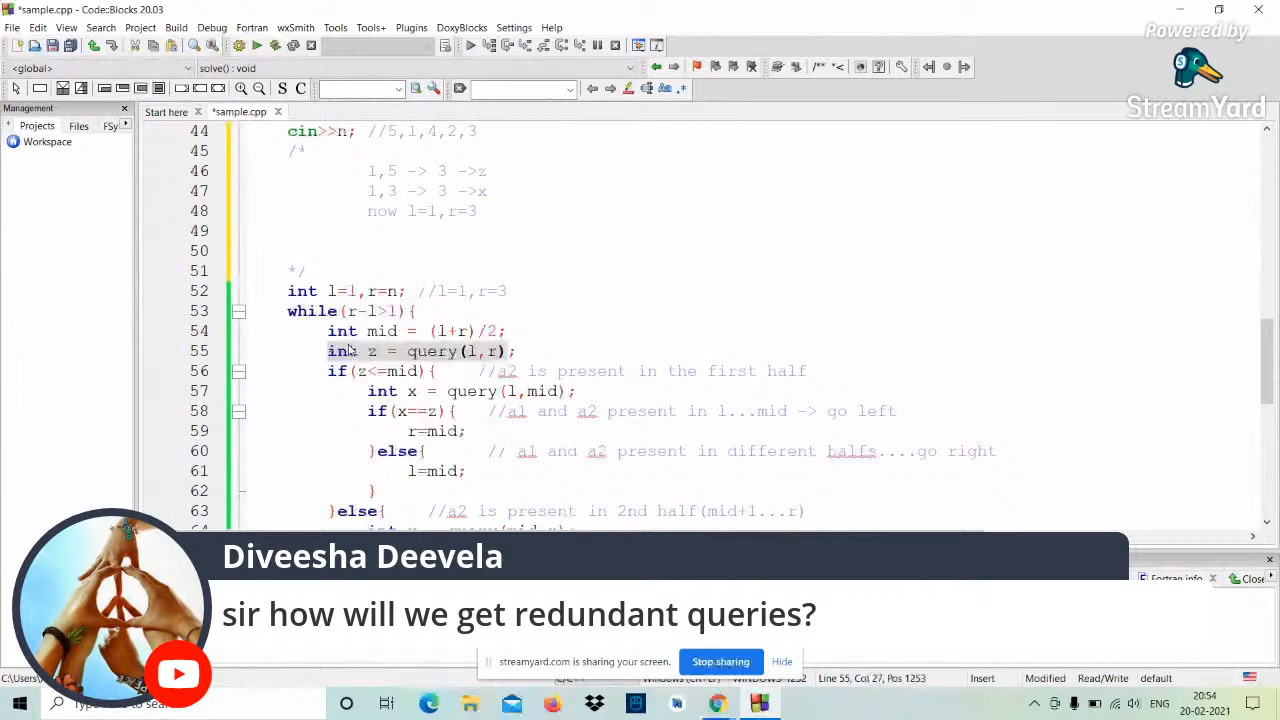 *sample.cpp - Code::Blocks 20.03
File Edit View Search Project Build Debug Fortran wxSmith Tools Tools+ Plugins DoxyBlocks Settings Help
<global> solve() : void
S C
Management
Projects Files FSy
Workspace
Start here *sample.cpp
44 cin>>n; //5,1,4,2,3
45 /*
46 1,5 -> 3 ->z
47 1,3 -> 3 ->x
48 now l=1,r=3
49
50
51 */
52 int l=1,r=n; //l=1,r=3
53 while(r-l>1){
54 int mid = (l+r)/2;
55 int z = query(l,r);
56 if(z<=mid){ //a2 is present in the first half
57 int x = query(l,mid);
58 if(x==z){ //a1 and a2 present in l...mid -> go left
59 r=mid;
60 }else{ // a1 and a2 present in different halfs....go right
61 l=mid;
62 }
63 }else{ //a2 is present in 2nd half(mid+1...r)
Powered by
StreamYard
Diveesha Deevela
sir how will we get redundant queries?
Fortran info
Close
streamyard.com is sharing your screen. Stop sharing Hide
Line 55, Col 27, Pos 1253 Insert Modified Read/Write default
ENG
20:54
20-02-2021